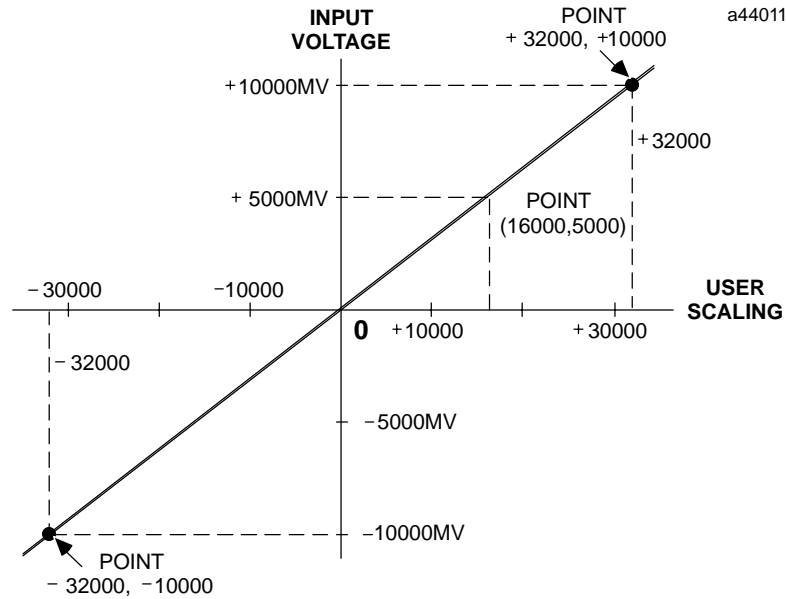 INPUT
VOLTAGE
POINT
+ 32000, +10000
a44011
+10000MV
+ 32000
+ 5000MV
POINT
(16000,5000)
− 30000
−10000
USER
SCALING
0
+10000
+ 30000
− 32000
−5000MV
−10000MV
POINT
− 32000, −10000